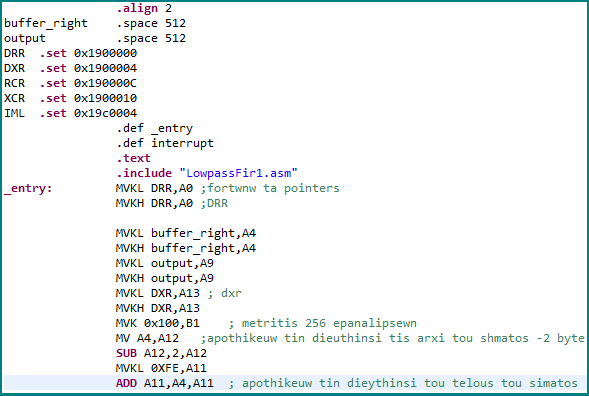 .align 2
buffer_right .space 512
output .space 512
DRR .set 0x1900000
DXR .set 0x1900004
RCR .set 0x190000C
XCR .set 0x1900010
IML .set 0x19c0004
.def _entry
.def interrupt
.text
.include "LowpassFir1.asm"
_entry: MVKL DRR,A0 ;fortwnw ta pointers
MVKH DRR,A0 ;DRR
MVKL buffer_right,A4
MVKH buffer_right,A4
MVKL output,A9
MVKH output,A9
MVKL DXR,A13 ; dxr
MVKH DXR,A13
MVK 0x100,B1 ; metritis 256 epanalipsewn
MV A4,A12 ;apothikeuw tin dieuthinsi tis arxi tou shmatos -2 byte
SUB A12,2,A12
MVKL 0XFE,A11
ADD A11,A4,A11 ; apothikeuw tin dieythinsi tou telous tou simatos